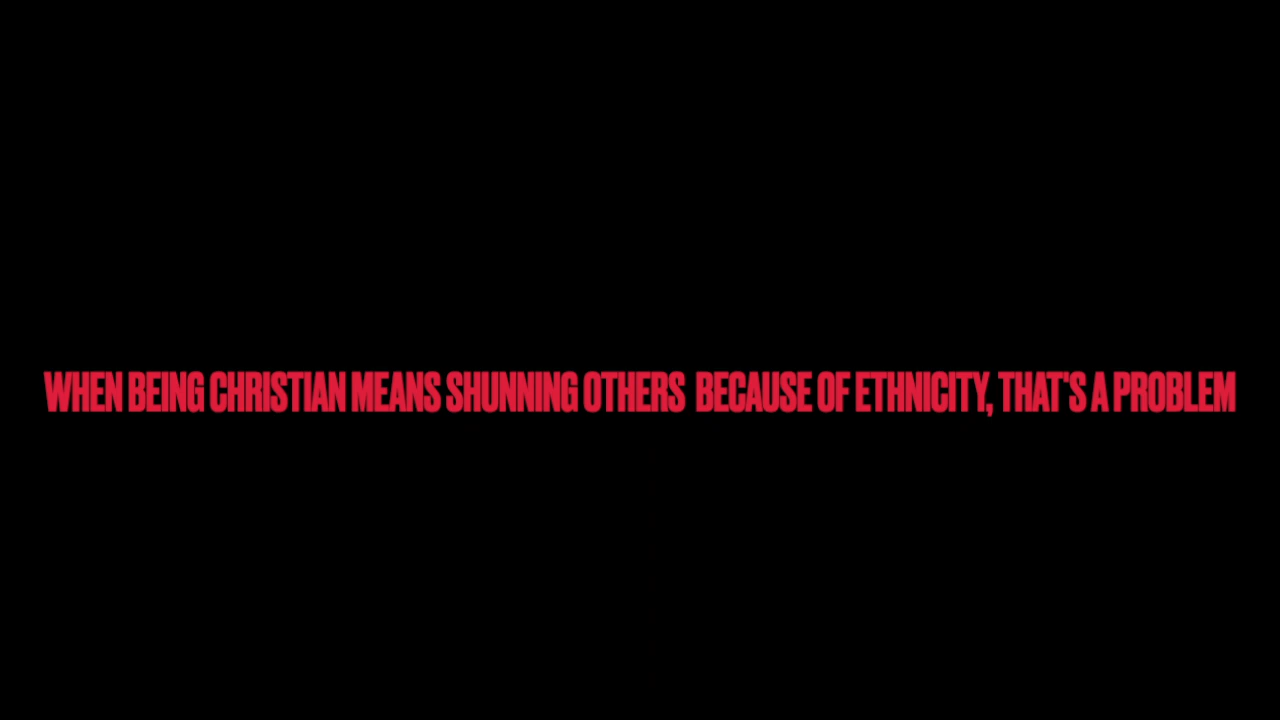 WHEN BEING CHRISTIAN MEANS SHUNNING OTHERS  BECAUSE OF ETHNICITY, THAT'S A PROBLEM